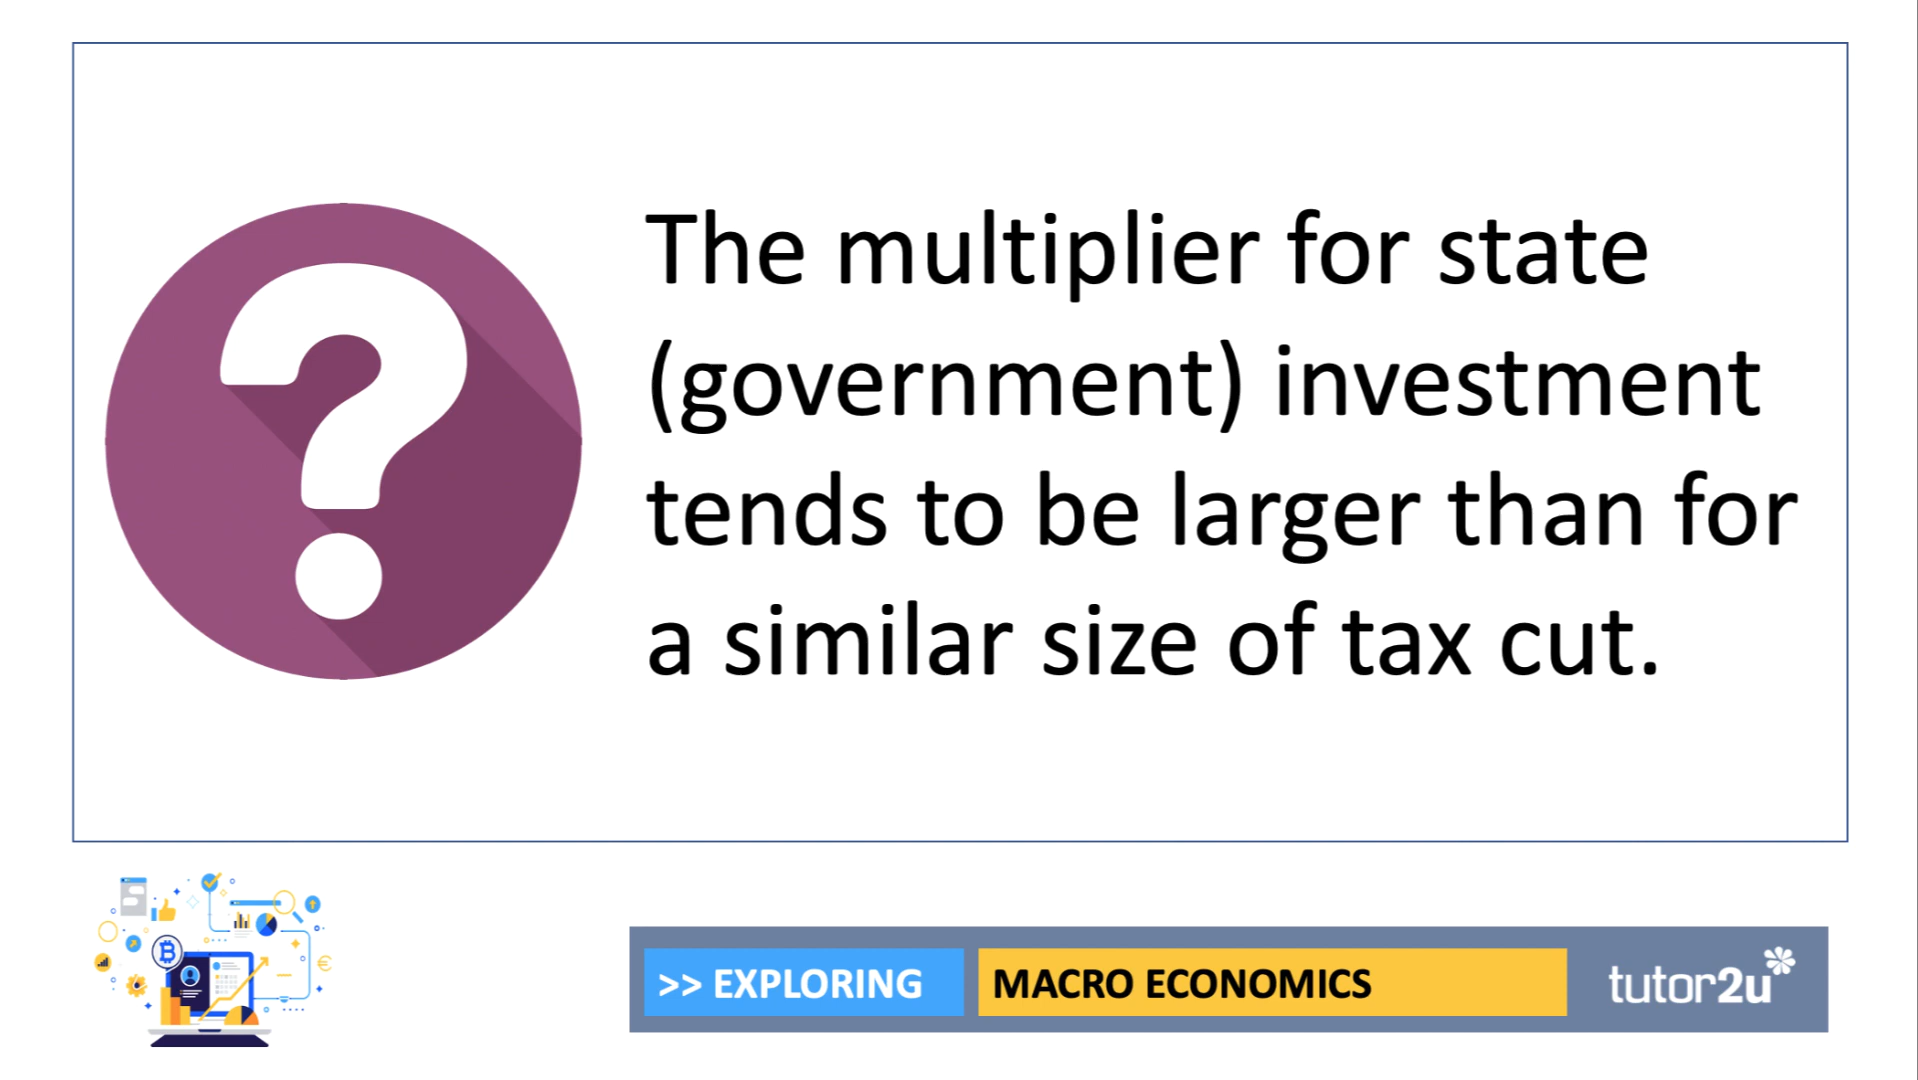 The multiplier for state
(government) investment
tends to be larger than for
a similar size of tax cut.
>> EXPLORING
MACRO ECONOMICS
tutor2u